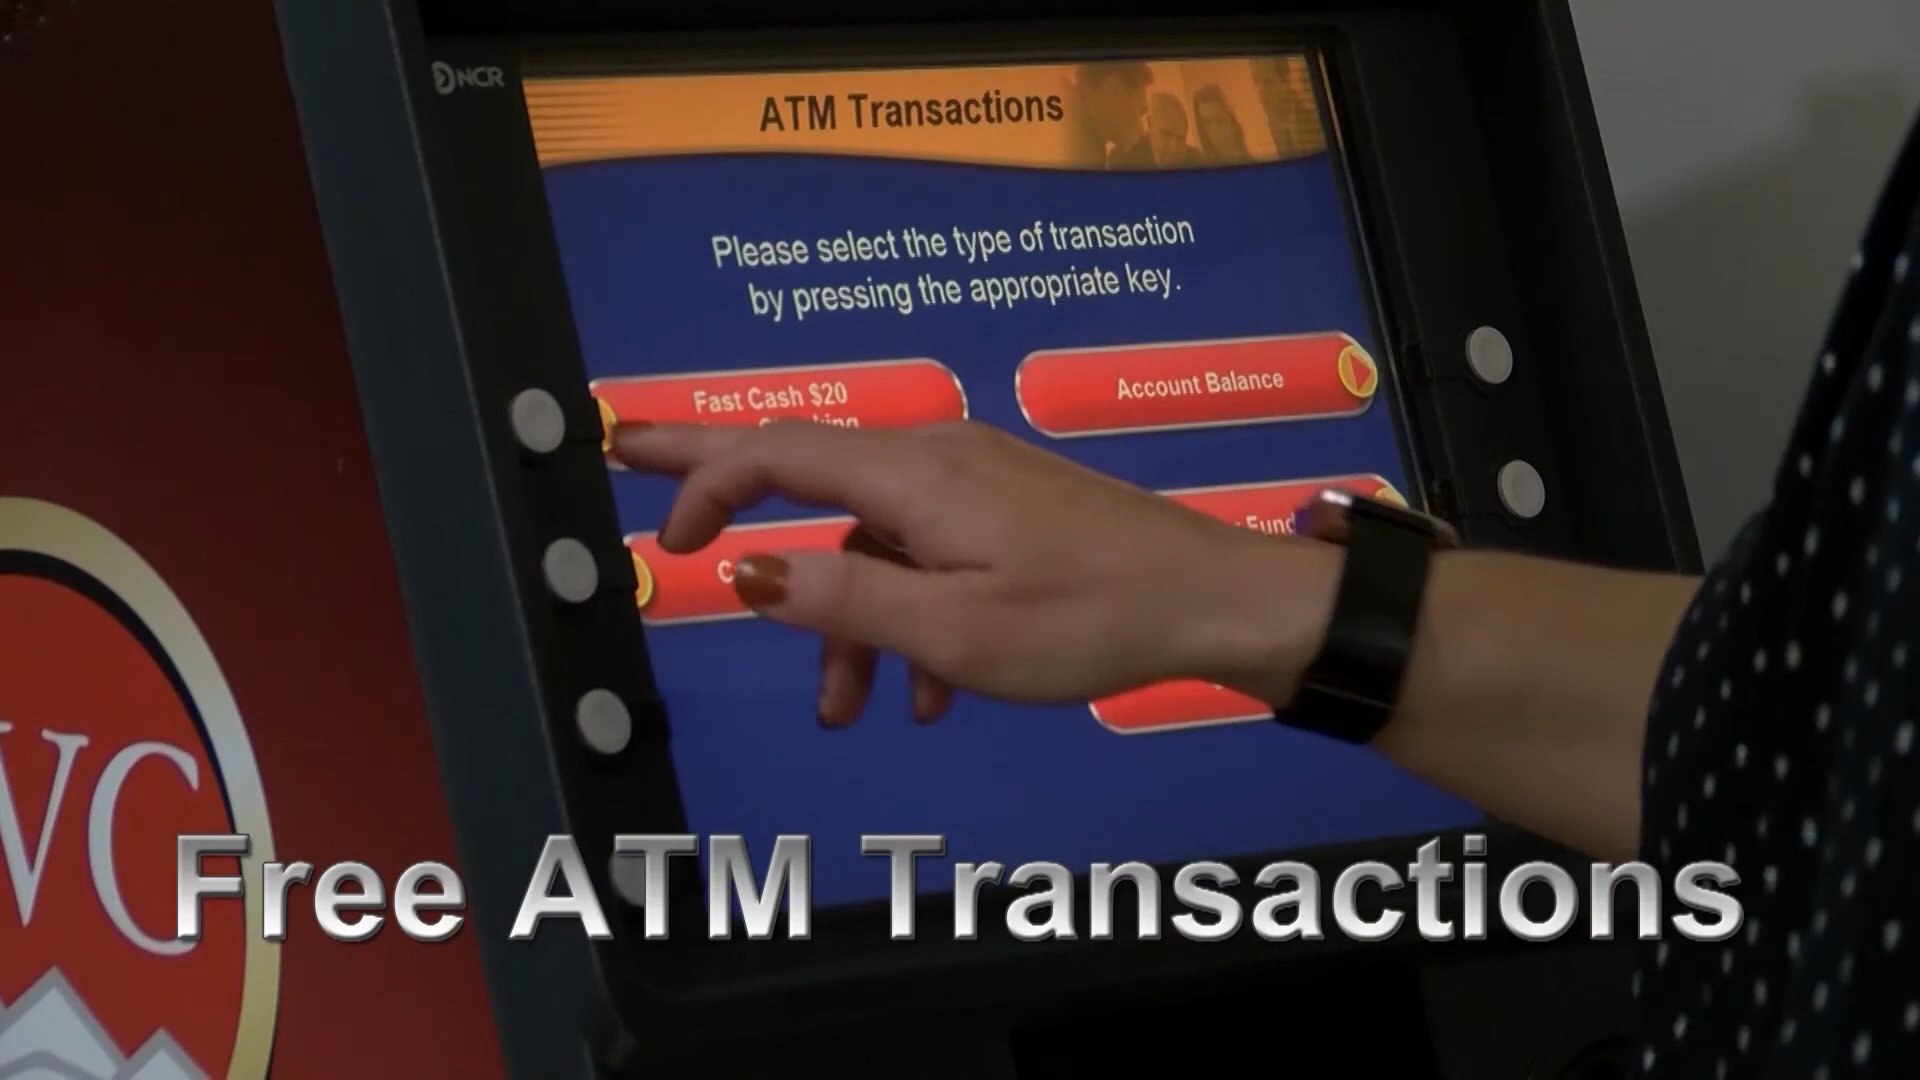 NCR
ATM Transactions
Please select the type of transaction
by pressing the appropriate key.
Fast Cash $20
Account Balance
VC
Free ATM Transactions